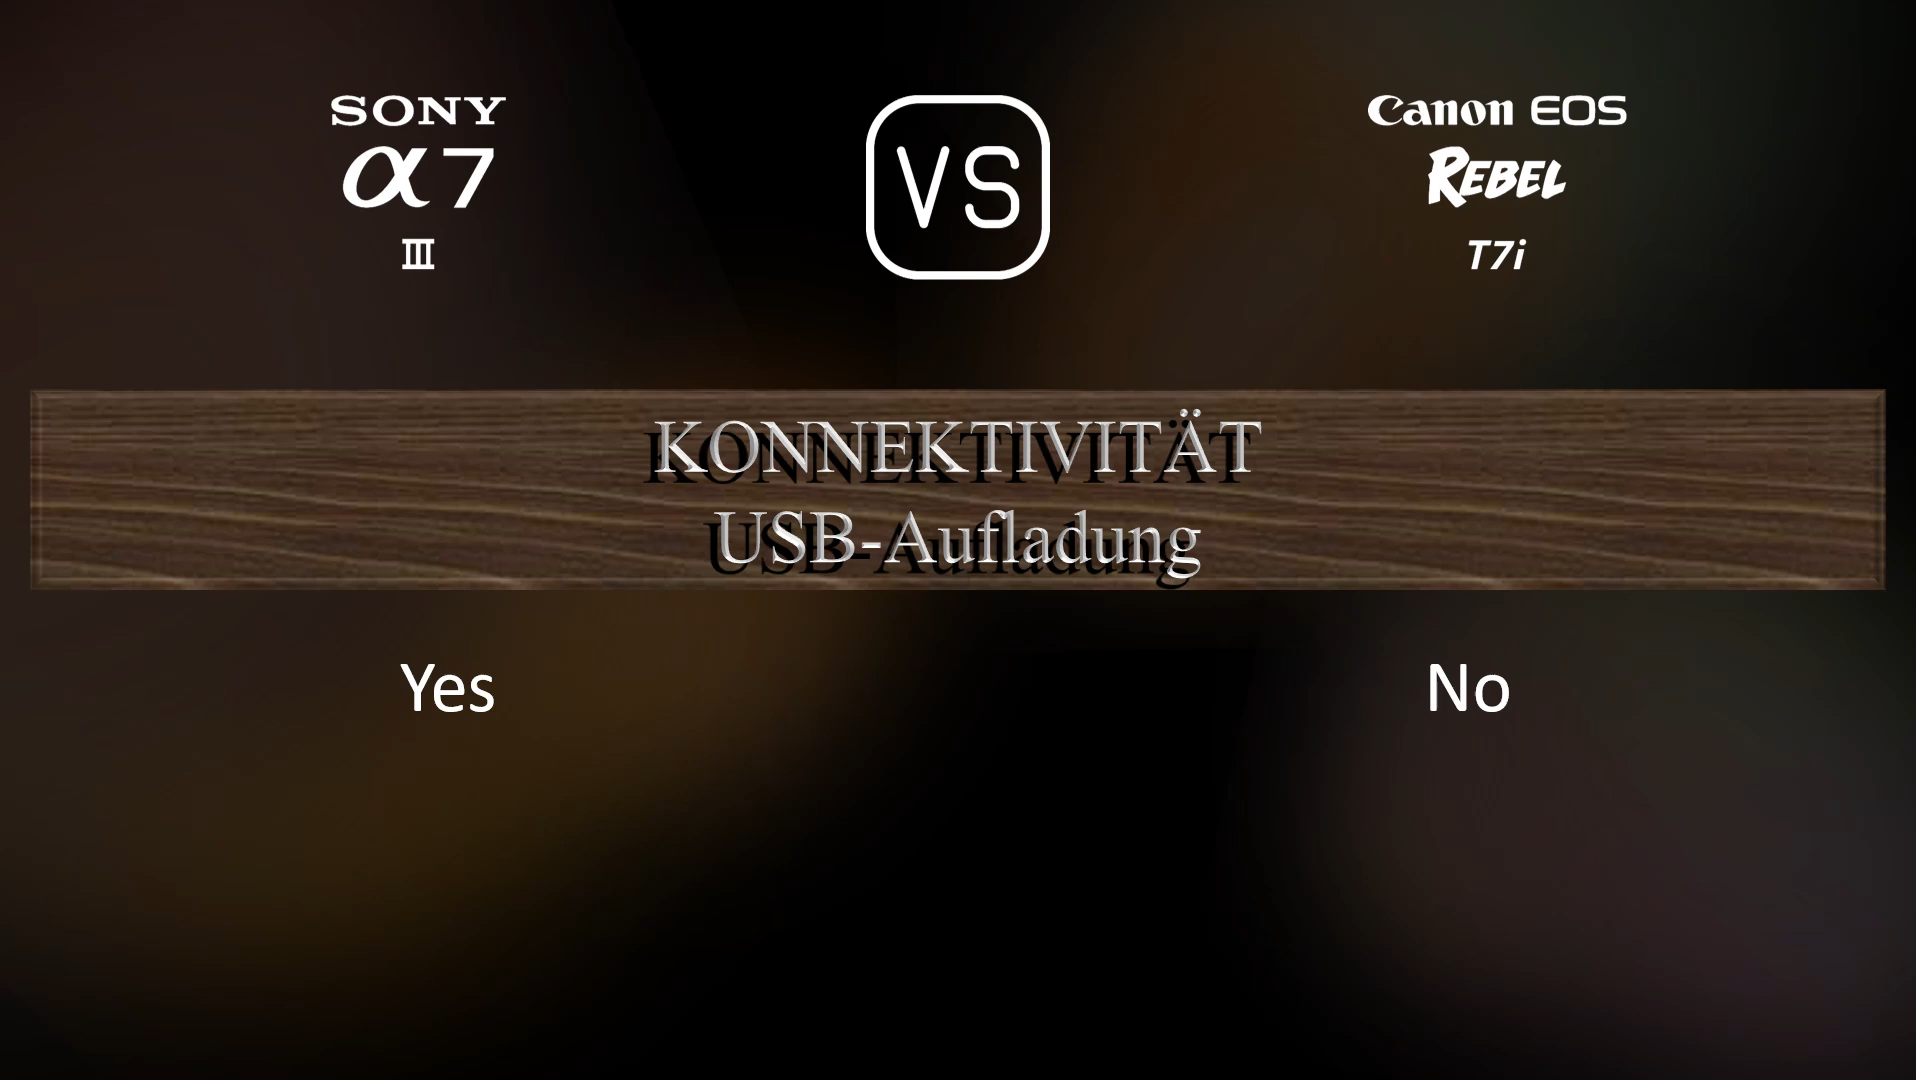 SONY
α7
III
VS
Canon EOS
REBEL
T7i
KONNEKTIVITÄT
USB-Aufladung
Yes
No